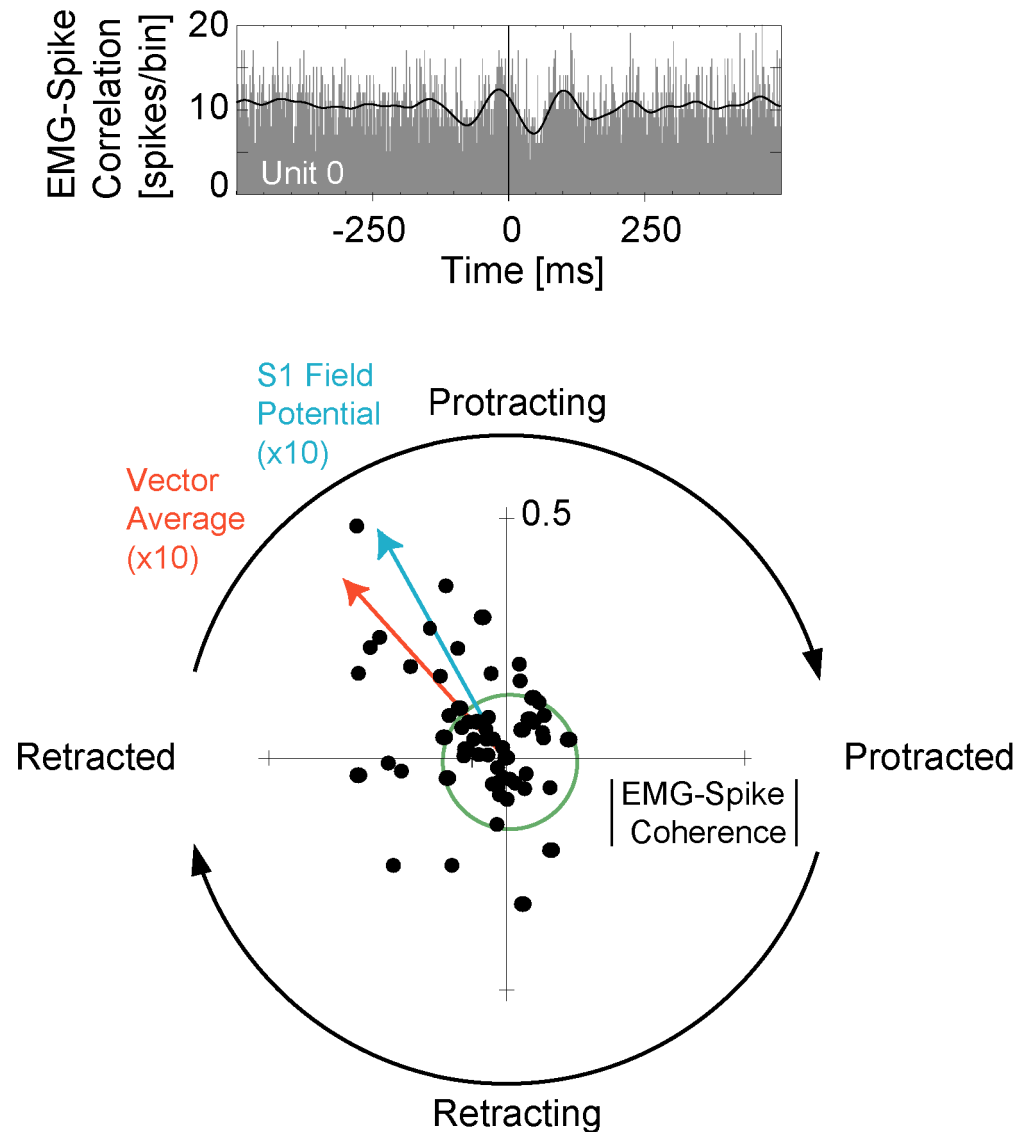 EMG-Spike
Correlation
[spikes/bin]
20
10
0
Unit 0
-250
0
250
Time [ms]
S1 Field
Potential
(x10)
Protracting
Vector
Average
(x10)
0.5
Retracted
Protracted
EMG-Spike
Coherence
Retracting